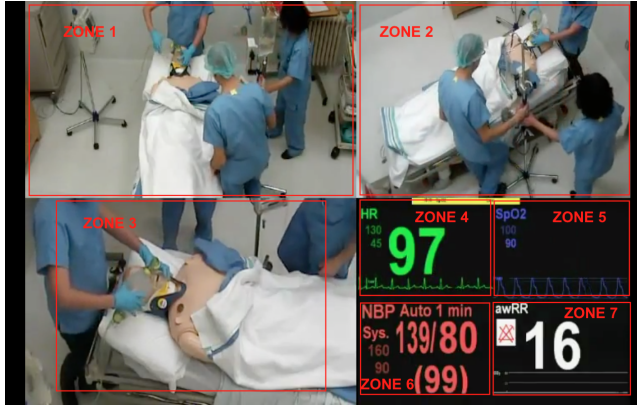 ZONE 1
ZONE 2
ZONE 3
HR
130
45
97
ZONE 4
SpO2
100
90
ZONE 5
NBP Auto 1 min
Sys.
160
90
139/80
(99)
ZONE 6
awRR
16
ZONE 7